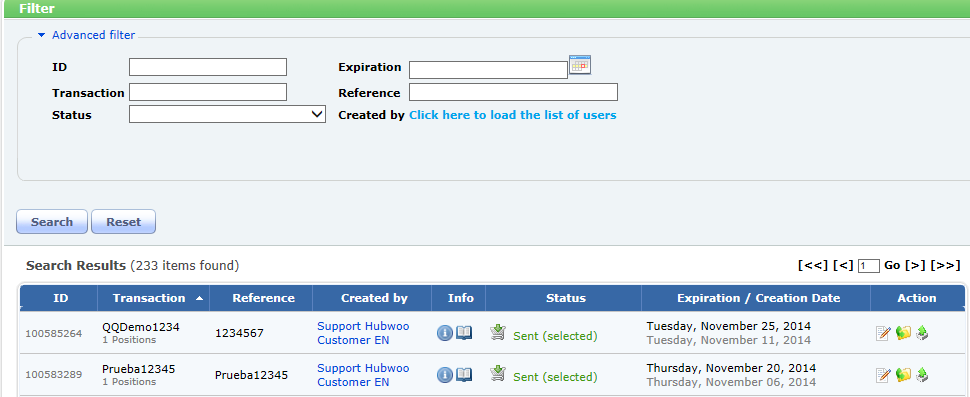 Filter
Advanced filter
ID
Expiration
Transaction
Reference
Status
Created by Click here to load the list of users
Search Reset
Search Results (233 items found) [<<] [<] 1 Go [>] [>>]
ID Transaction Reference Created by Info Status Expiration / Creation Date Action
100585264 QQDemo1234 1234567 Support Hubwoo Sent (selected) Tuesday, November 25, 2014
1 Positions Customer EN Tuesday, November 11, 2014
100583289 Prueba12345 Prueba12345 Support Hubwoo Sent (selected) Thursday, November 20, 2014
1 Positions Customer EN Thursday, November 06, 2014